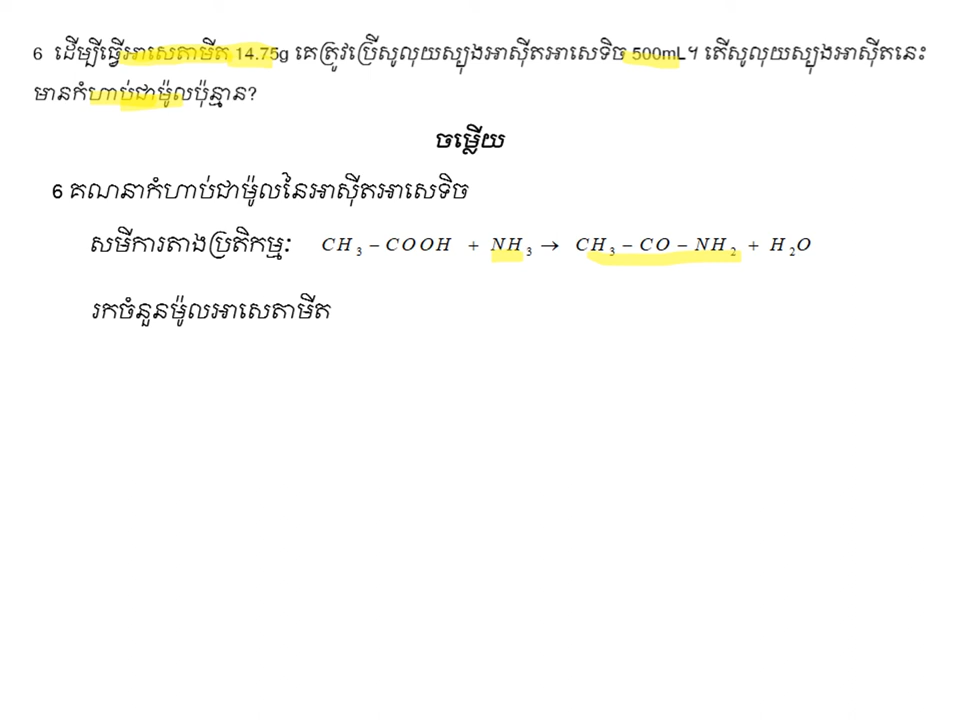 6 ដើម្បីធ្វើអាសេតាមីត 14.75g គេត្រូវប្រើសូលុយស្យុងអាស៊ីតអាសេទិច 500mL។ តើសូលុយស្យុងអាស៊ីតនេះ
មានកំហាប់ជាម៉ូលប៉ុន្មាន?
ចម្លើយ
6 គណនាកំហាប់ជាម៉ូលនៃអាស៊ីតអាសេទិច
សមីការតាងប្រតិកម្ម: CH₃ – COOH + NH₃ → CH₃ – CO – NH₂ + H₂O
រកចំនួនម៉ូលអាសេតាមីត